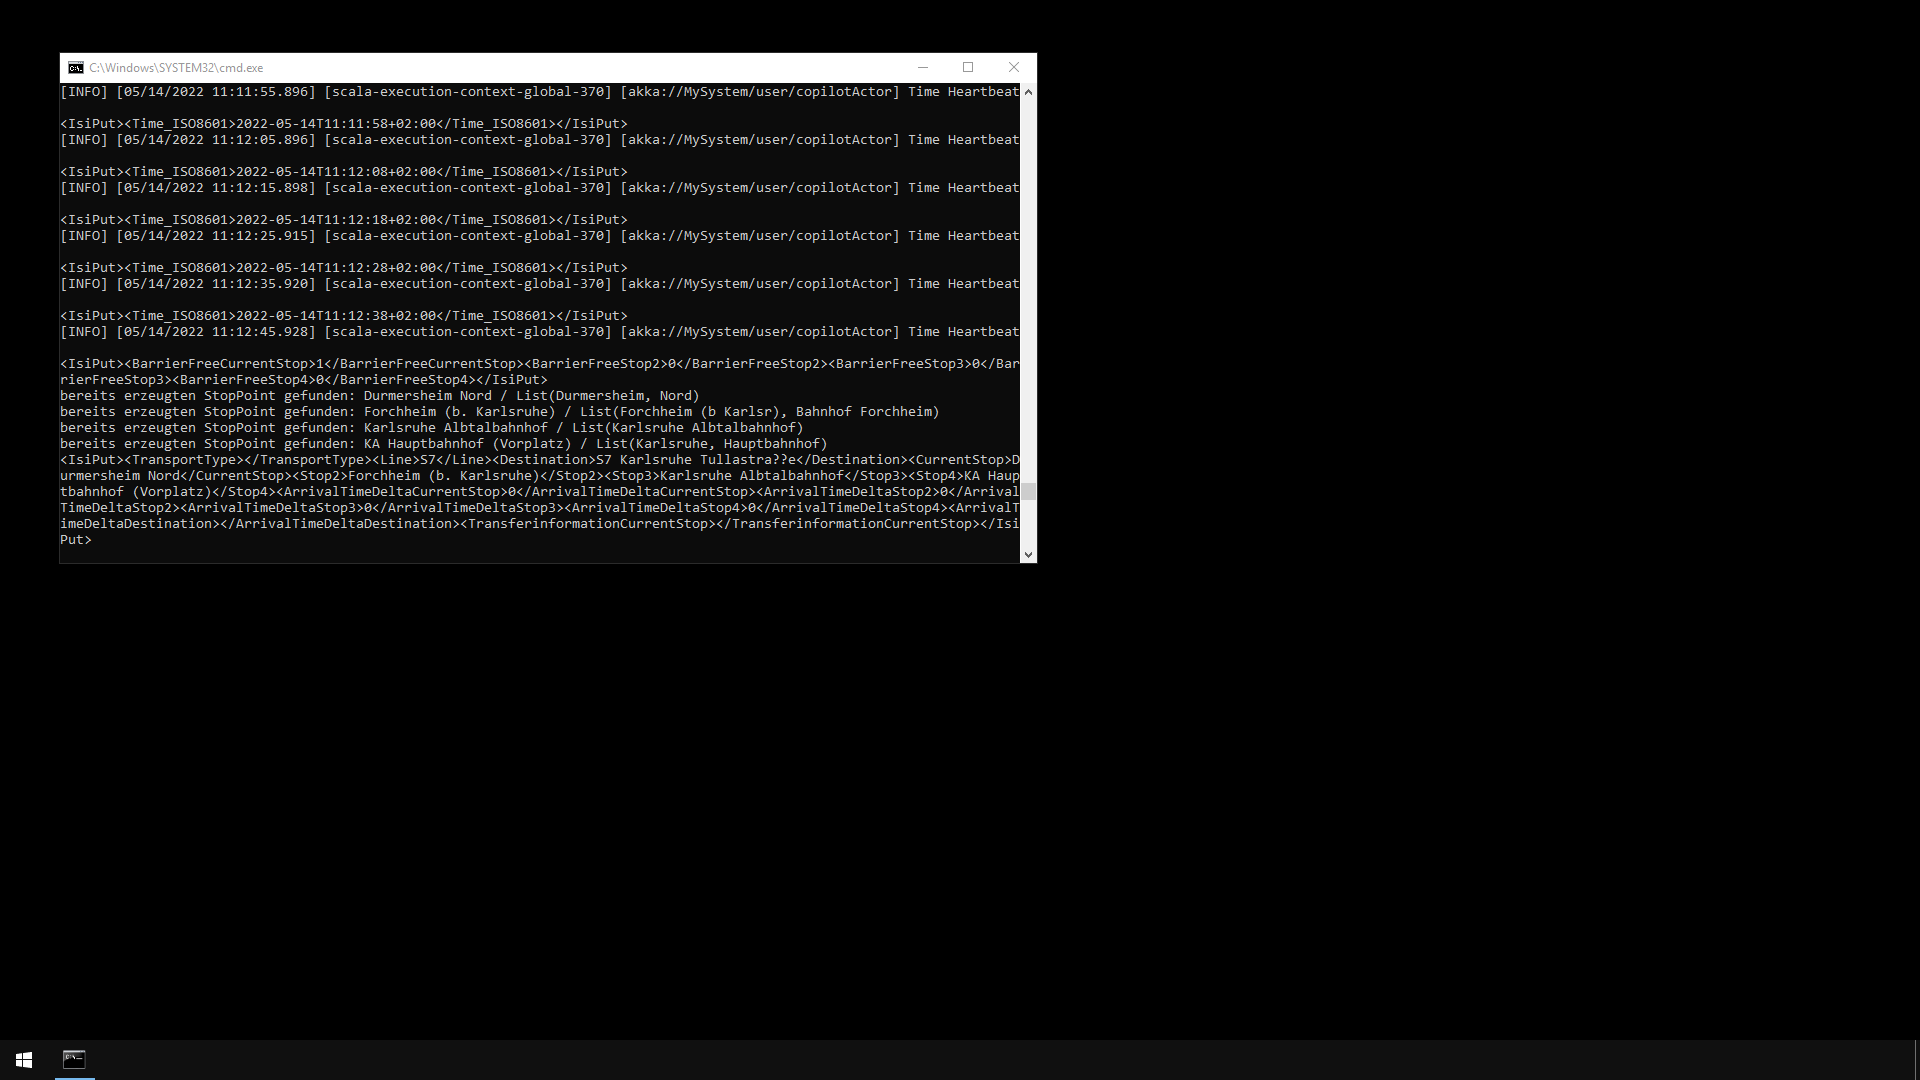 C:\Windows\SYSTEM32\cmd.exe
[INFO] [05/14/2022 11:11:55.896] [scala-execution-context-global-370] [akka://MySystem/user/copilotActor] Time Heartbeat
<IsiPut><Time_ISO8601>2022-05-14T11:11:58+02:00</Time_ISO8601></IsiPut>
[INFO] [05/14/2022 11:12:05.896] [scala-execution-context-global-370] [akka://MySystem/user/copilotActor] Time Heartbeat
<IsiPut><Time_ISO8601>2022-05-14T11:12:08+02:00</Time_ISO8601></IsiPut>
[INFO] [05/14/2022 11:12:15.898] [scala-execution-context-global-370] [akka://MySystem/user/copilotActor] Time Heartbeat
<IsiPut><Time_ISO8601>2022-05-14T11:12:18+02:00</Time_ISO8601></IsiPut>
[INFO] [05/14/2022 11:12:25.915] [scala-execution-context-global-370] [akka://MySystem/user/copilotActor] Time Heartbeat
<IsiPut><Time_ISO8601>2022-05-14T11:12:28+02:00</Time_ISO8601></IsiPut>
[INFO] [05/14/2022 11:12:35.920] [scala-execution-context-global-370] [akka://MySystem/user/copilotActor] Time Heartbeat
<IsiPut><Time_ISO8601>2022-05-14T11:12:38+02:00</Time_ISO8601></IsiPut>
[INFO] [05/14/2022 11:12:45.928] [scala-execution-context-global-370] [akka://MySystem/user/copilotActor] Time Heartbeat
<IsiPut><BarrierFreeCurrentStop>1</BarrierFreeCurrentStop><BarrierFreeStop2>0</BarrierFreeStop2><BarrierFreeStop3>0</Bar
rierFreeStop3><BarrierFreeStop4>0</BarrierFreeStop4></IsiPut>
bereits erzeugten StopPoint gefunden: Durmersheim Nord / List(Durmersheim, Nord)
bereits erzeugten StopPoint gefunden: Forchheim (b. Karlsruhe) / List(Forchheim (b Karlsr), Bahnhof Forchheim)
bereits erzeugten StopPoint gefunden: Karlsruhe Albtalbahnhof / List(Karlsruhe Albtalbahnhof)
bereits erzeugten StopPoint gefunden: KA Hauptbahnhof (Vorplatz) / List(Karlsruhe, Hauptbahnhof)
<IsiPut><TransportType></TransportType><Line>S7</Line><Destination>S7 Karlsruhe Tullastra??e</Destination><CurrentStop>D
urmersheim Nord</CurrentStop><Stop2>Forchheim (b. Karlsruhe)</Stop2><Stop3>Karlsruhe Albtalbahnhof</Stop3><Stop4>KA Haup
tbahnhof (Vorplatz)</Stop4><ArrivalTimeDeltaCurrentStop>0</ArrivalTimeDeltaCurrentStop><ArrivalTimeDeltaStop2>0</Arrival
TimeDeltaStop2><ArrivalTimeDeltaStop3>0</ArrivalTimeDeltaStop3><ArrivalTimeDeltaStop4>0</ArrivalTimeDeltaStop4><ArrivalT
imeDeltaDestination></ArrivalTimeDeltaDestination><TransferinformationCurrentStop></TransferinformationCurrentStop></Isi
Put>